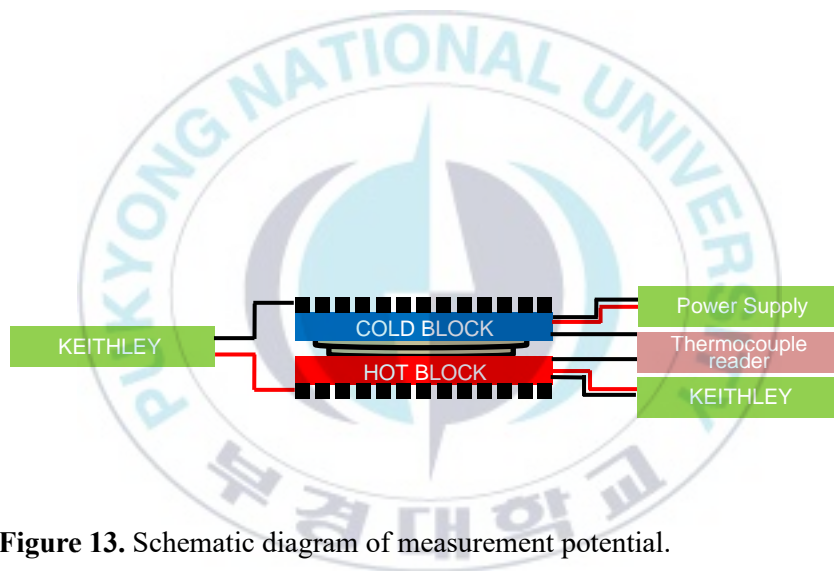 PUKYONG NATIONAL UNIVERSITY
COLD BLOCK
KEITHLEY
HOT BLOCK
Power Supply
Thermocouple
reader
KEITHLEY
부경대학교
Figure 13. Schematic diagram of measurement potential.